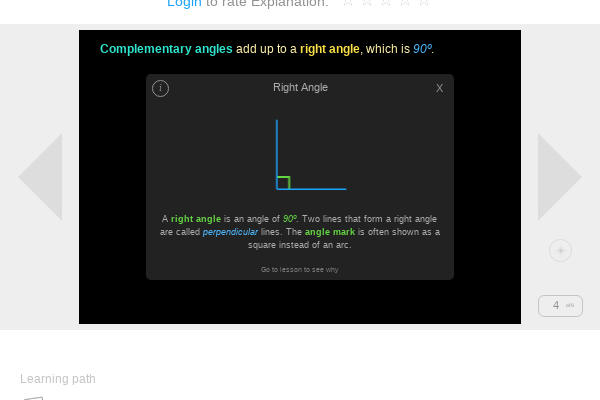 Login to rate Explanation.
Complementary angles add up to a right angle, which is 90º.
i Right Angle X
A right angle is an angle of 90º. Two lines that form a right angle
are called perpendicular lines. The angle mark is often shown as a
square instead of an arc.
Go to lesson to see why
4
Learning path